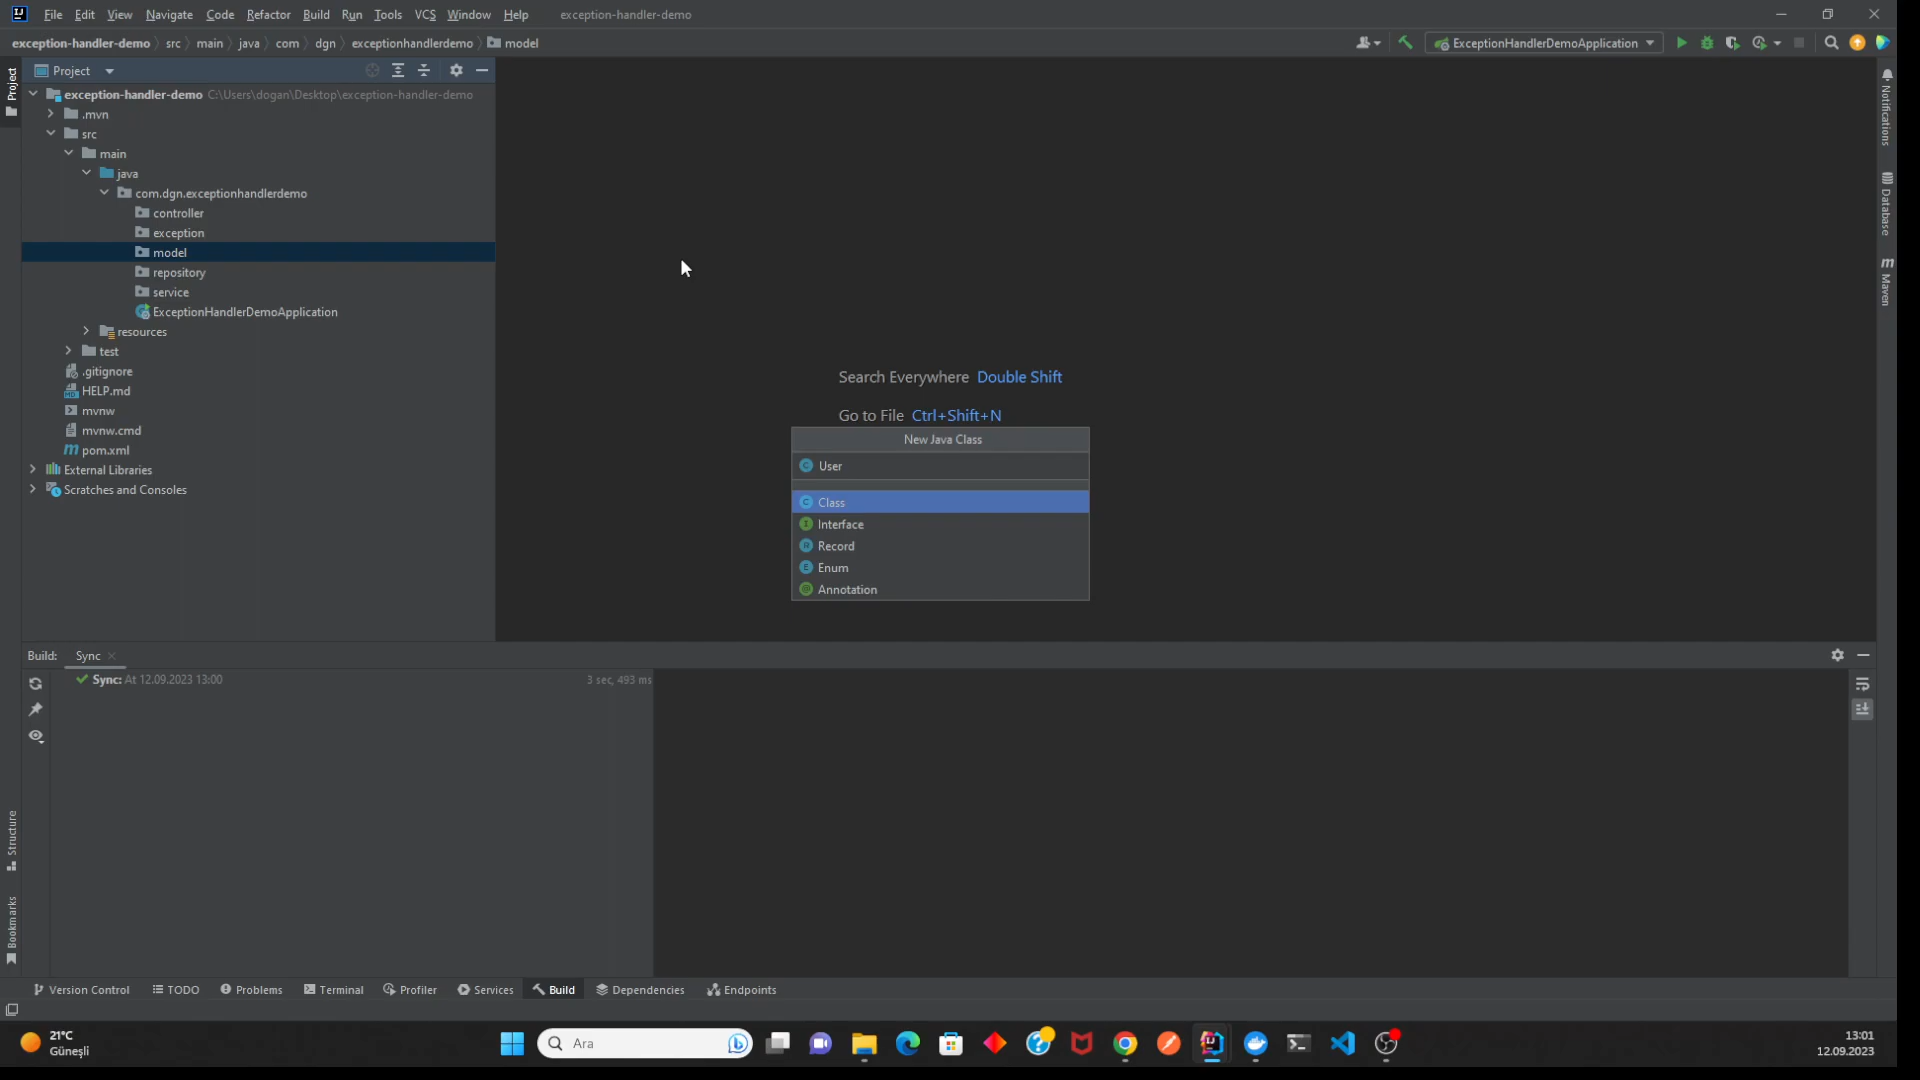 File Edit View Navigate Code Refactor Build Run Tools VCS Window Help exception-handler-demo
exception-handler-demo src main java com dgn exceptionhandlerdemo model
ExceptionHandlerDemoApplication
Project
Project
exception-handler-demo C:\Users\dogan\Desktop\exception-handler-demo
.mvn
src
main
java
com.dgn.exceptionhandlerdemo
controller
exception
model
repository
service
ExceptionHandlerDemoApplication
resources
test
.gitignore
HELP.md
mvnw
mvnw.cmd
pom.xml
External Libraries
Scratches and Consoles
Search Everywhere Double Shift
Go to File Ctrl+Shift+N
New Java Class
User
Class
Interface
Record
Enum
Annotation
Notifications
Database
Maven
Build: Sync
Sync: At 12.09.2023 13:00 3 sec, 493 ms
Structure
Bookmarks
Version Control TODO Problems Terminal Profiler Services Build Dependencies Endpoints
21°C
Güneşli
Ara
13:01
12.09.2023